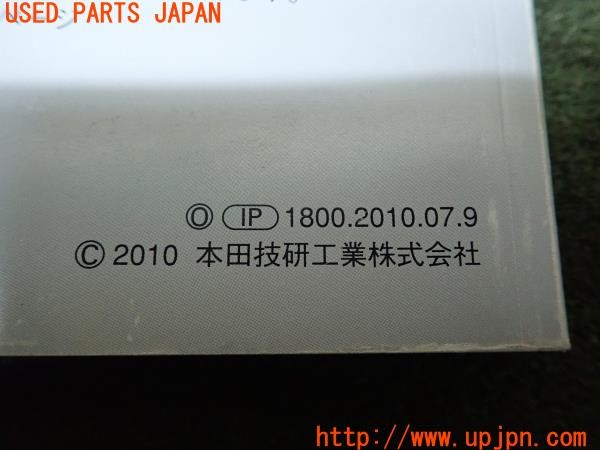 USED PARTS JAPAN
Ⓞ IP 1800.2010.07.9
© 2010 本田技研工業株式会社
http://www.upjpn.com/